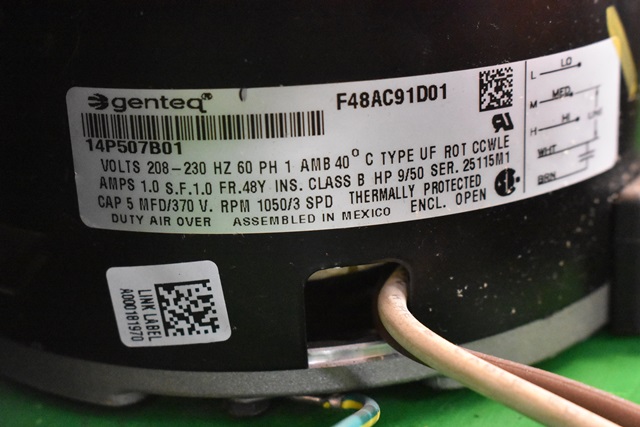 genteq®
F48AC91D01
14P507B01
VOLTS 208-230 HZ 60 PH 1 AMB 40° C TYPE UF ROT CCWLE
AMPS 1.0 S.F.1.0 FR.48Y INS. CLASS B HP 9/50 SER. 25115M1
CAP 5 MFD/370 V. RPM 1050/3 SPD THERMALLY PROTECTED
DUTY AIR OVER ASSEMBLED IN MEXICO ENCL. OPEN
L LO
M MED
H HI
WHT
BRN
LINE
LINK LABEL
A000181970